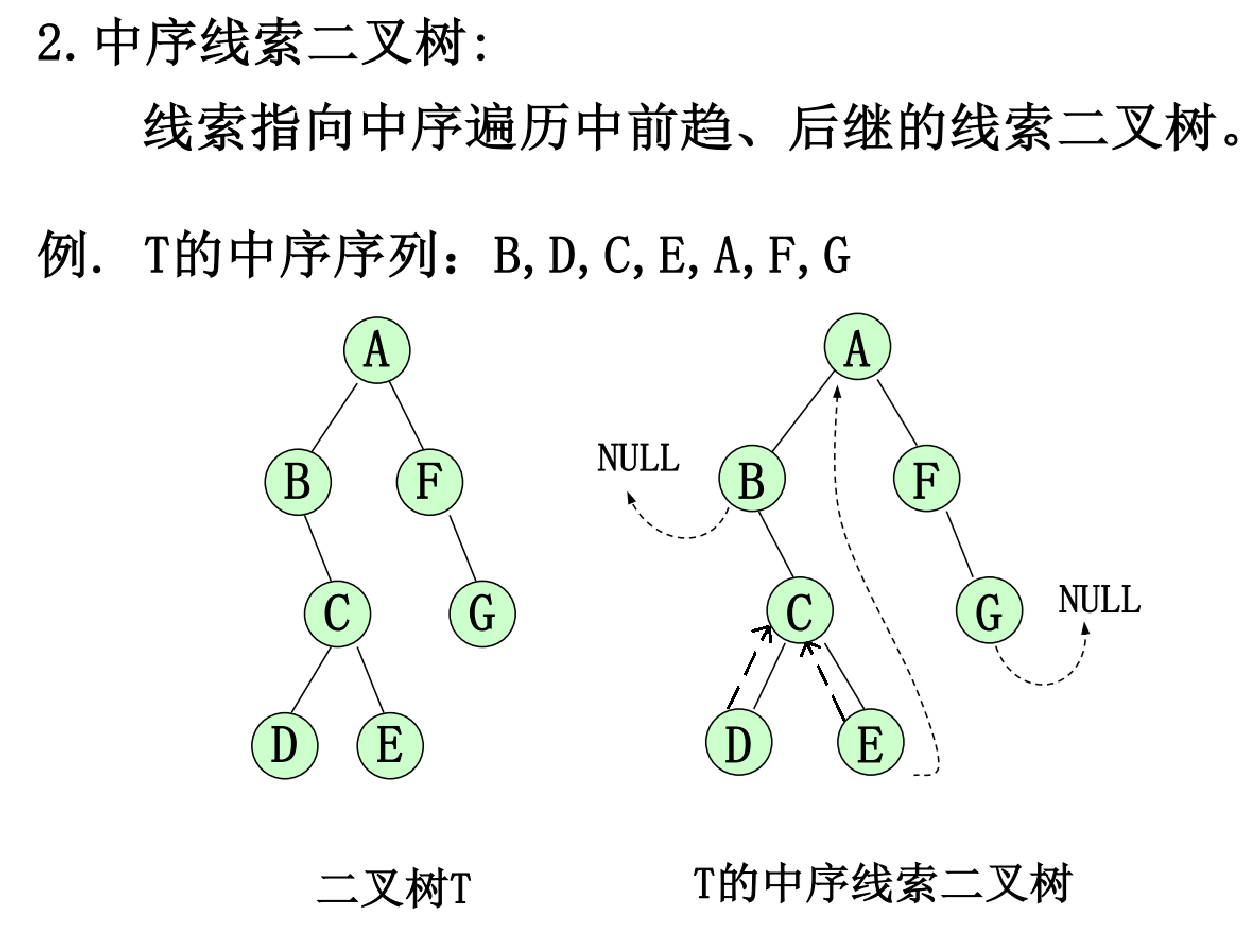 2.中序线索二叉树:
线索指向中序遍历中前趋、后继的线索二叉树。
例. T的中序序列：B,D,C,E,A,F,G
A
A
NULL
B
F
B
F
C
G
C
G
NULL
D
E
D
E
二叉树T
T的中序线索二叉树